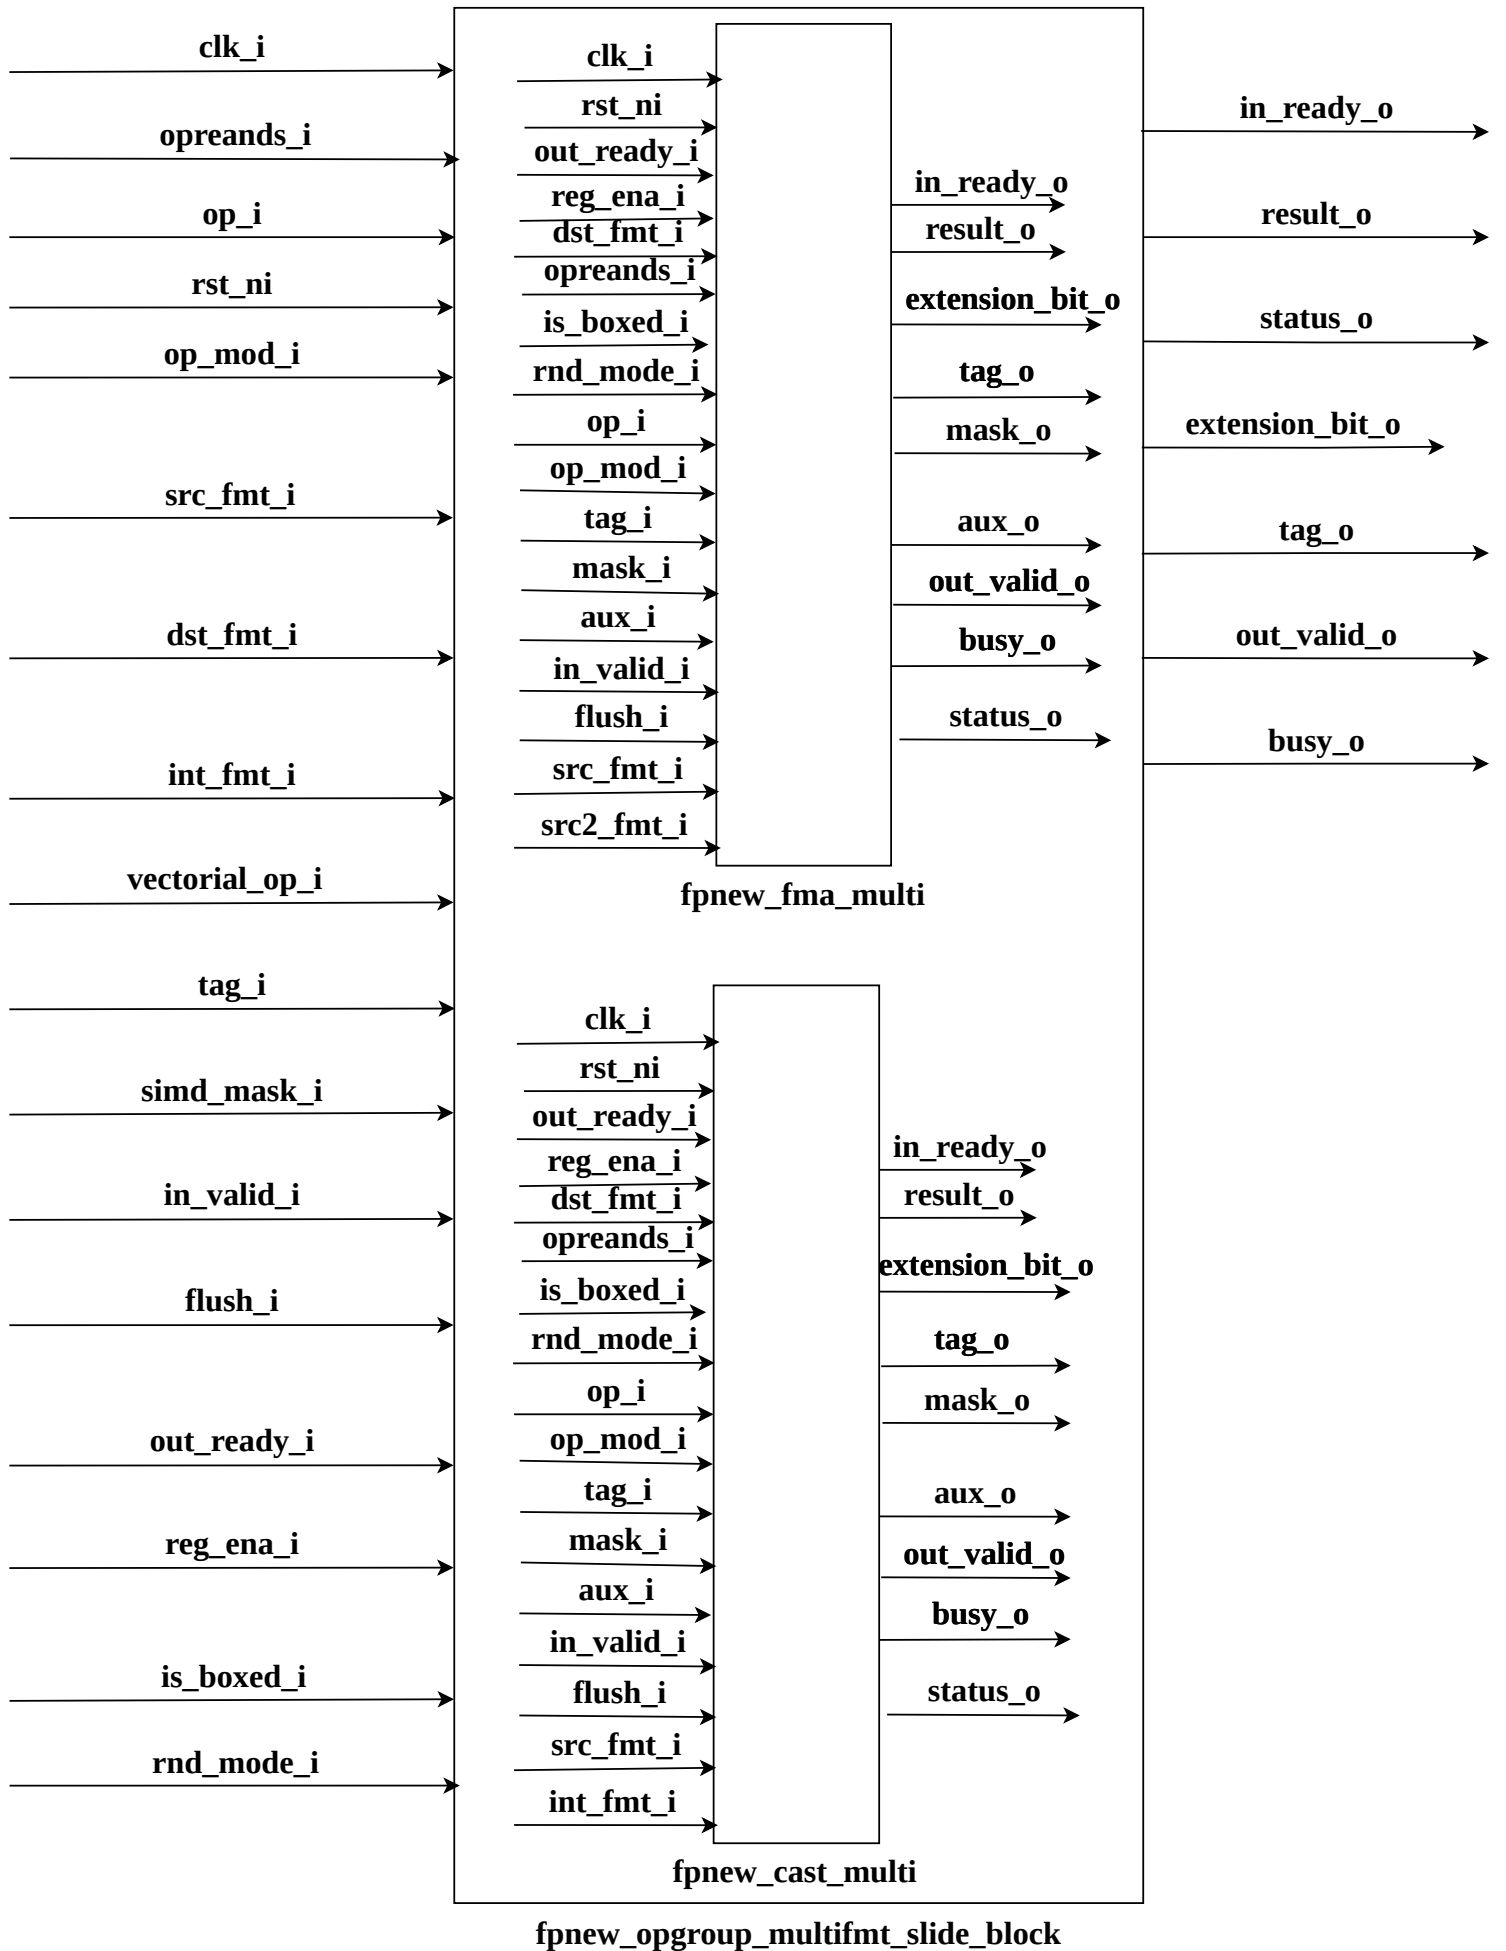 clk_i
opreands_i
op_i
rst_ni
op_mod_i
src_fmt_i
dst_fmt_i
int_fmt_i
vectorial_op_i
tag_i
simd_mask_i
in_valid_i
flush_i
out_ready_i
reg_ena_i
is_boxed_i
rnd_mode_i
clk_i
rst_ni
out_ready_i
reg_ena_i
dst_fmt_i
opreands_i
is_boxed_i
rnd_mode_i
op_i
op_mod_i
tag_i
mask_i
aux_i
in_valid_i
flush_i
src_fmt_i
src2_fmt_i
in_ready_o
result_o
extension_bit_o
tag_o
mask_o
aux_o
out_valid_o
busy_o
status_o
fpnew_fma_multi
clk_i
rst_ni
out_ready_i
reg_ena_i
dst_fmt_i
opreands_i
is_boxed_i
rnd_mode_i
op_i
op_mod_i
tag_i
mask_i
aux_i
in_valid_i
flush_i
src_fmt_i
int_fmt_i
in_ready_o
result_o
extension_bit_o
tag_o
mask_o
aux_o
out_valid_o
busy_o
status_o
fpnew_cast_multi
in_ready_o
result_o
status_o
extension_bit_o
tag_o
out_valid_o
busy_o
fpnew_opgroup_multifmt_slide_block